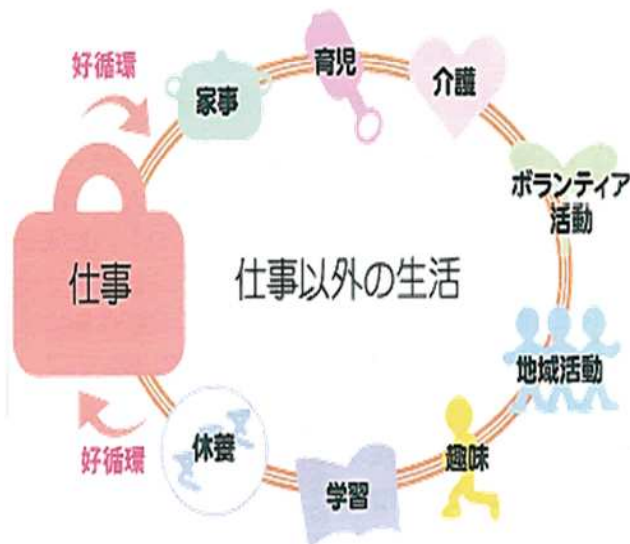 好循環
家事
育児
介護
ボランティア
活動
仕事
仕事以外の生活
地域活動
趣味
学習
休養
好循環